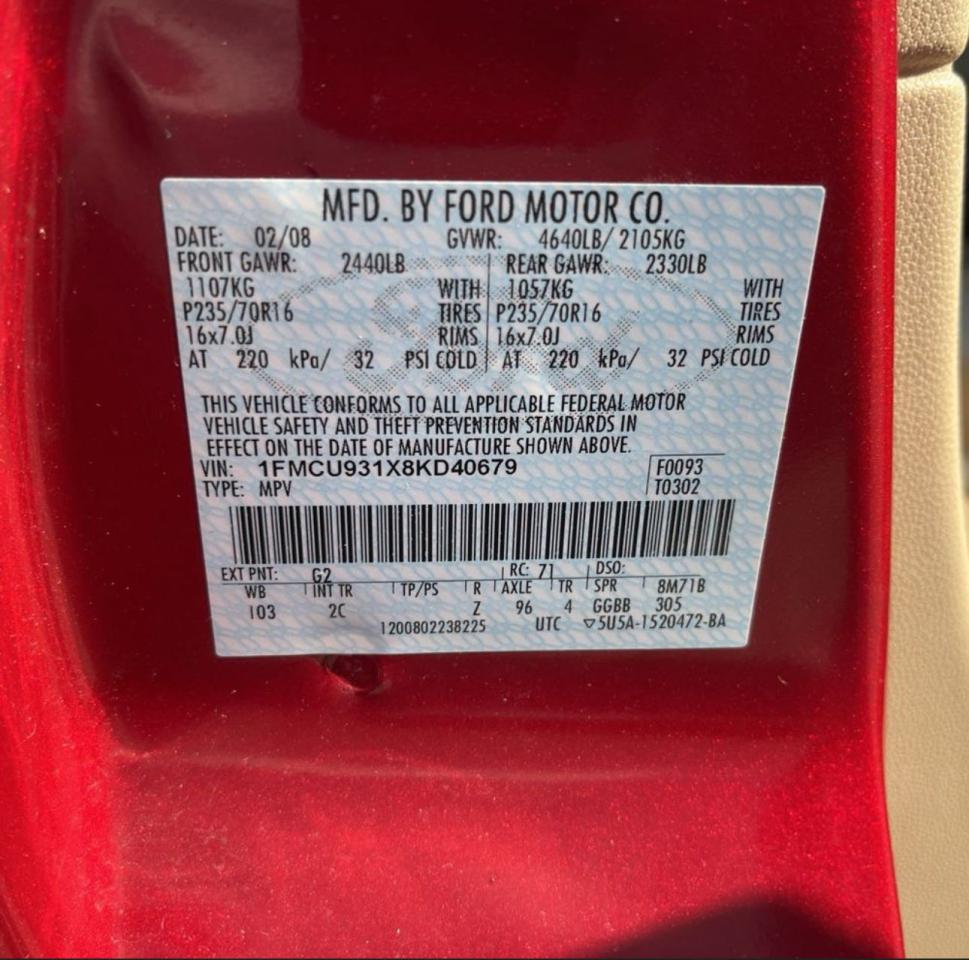 MFD. BY FORD MOTOR CO.
DATE: 02/08 GVWR: 4640LB/ 2105KG
FRONT GAWR: 2440LB REAR GAWR: 2330LB
1107KG WITH 1057KG WITH
P235/70R16 TIRES P235/70R16 TIRES
16x7.0J RIMS 16x7.0J RIMS
AT 220 kPa/ 32 PSI COLD AT 220 kPa/ 32 PSI COLD
THIS VEHICLE CONFORMS TO ALL APPLICABLE FEDERAL MOTOR
VEHICLE SAFETY AND THEFT PREVENTION STANDARDS IN
EFFECT ON THE DATE OF MANUFACTURE SHOWN ABOVE.
VIN: 1FMCU931X8KD40679 F0093
TYPE: MPV T0302
EXT PNT: G2 RC: 71 DSO:
WB INT TR TP/PS R AXLE TR SPR 8M71B
103 2C Z 96 4 GGBB 305
1200802238225 UTC ▽5U5A-1520472-BA